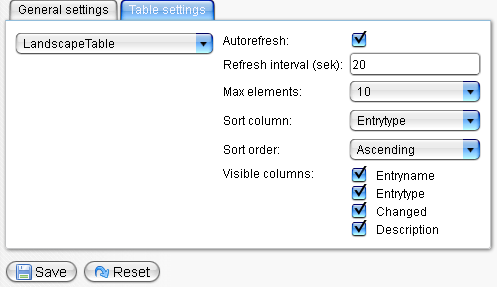 General settings Table settings
LandscapeTable
Autorefresh:
Refresh interval (sek): 20
Max elements: 10
Sort column: Entrytype
Sort order: Ascending
Visible columns: Entryname
Entrytype
Changed
Description
Save Reset